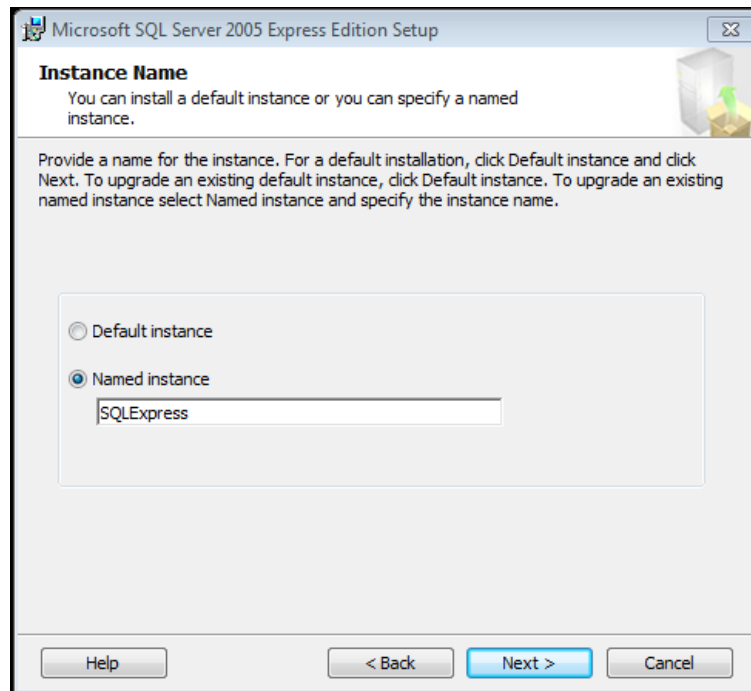 Microsoft SQL Server 2005 Express Edition Setup
Instance Name
You can install a default instance or you can specify a named
instance.
Provide a name for the instance. For a default installation, click Default instance and click
Next. To upgrade an existing default instance, click Default instance. To upgrade an existing
named instance select Named instance and specify the instance name.
Default instance
Named instance
SQLExpress
Help
< Back
Next >
Cancel